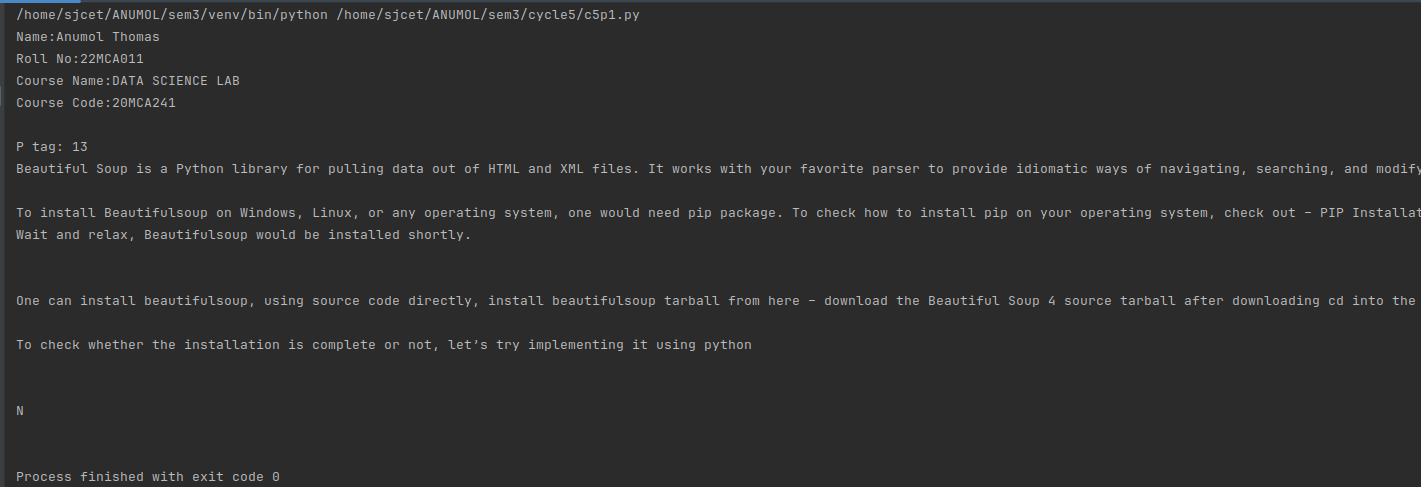 /home/sjcet/ANUMOL/sem3/venv/bin/python /home/sjcet/ANUMOL/sem3/cycle5/c5p1.py
Name:Anumol Thomas
Roll No:22MCA011
Course Name:DATA SCIENCE LAB
Course Code:20MCA241
P tag: 13
Beautiful Soup is a Python library for pulling data out of HTML and XML files. It works with your favorite parser to provide idiomatic ways of navigating, searching, and modify
To install Beautifulsoup on Windows, Linux, or any operating system, one would need pip package. To check how to install pip on your operating system, check out – PIP Installat
Wait and relax, Beautifulsoup would be installed shortly.
One can install beautifulsoup, using source code directly, install beautifulsoup tarball from here – download the Beautiful Soup 4 source tarball after downloading cd into the
To check whether the installation is complete or not, let’s try implementing it using python
N
Process finished with exit code 0